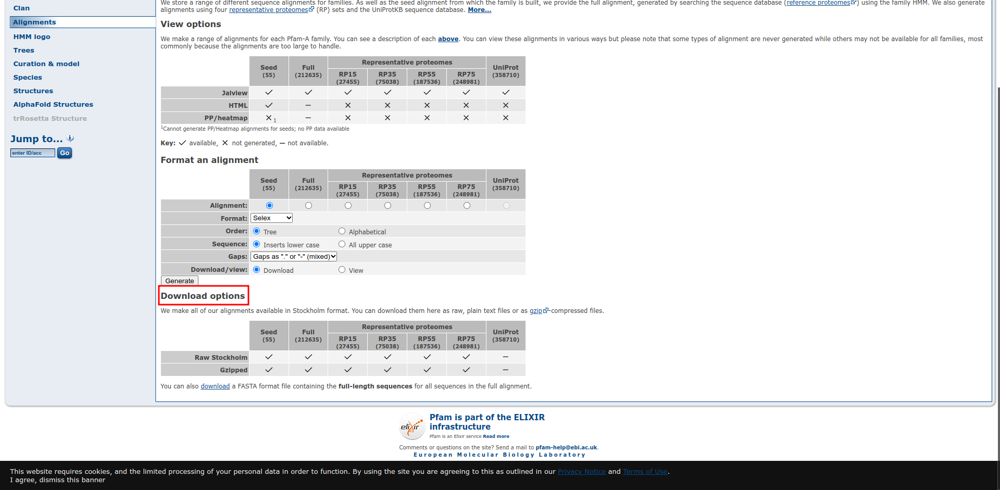 Clan
Alignments
HMM logo
Trees
Curation & model
Species
Structures
AlphaFold Structures
trRosetta Structure
Jump to... i
enter ID/acc Go
We store a range of different sequence alignments for families. As well as the seed alignment from which the family is built, we provide the full alignment, generated by searching the sequence database (reference proteomes) using the family HMM. We also generate
alignments using four representative proteomes (RP) sets and the UniProtKB sequence database. More...
View options
We make a range of alignments for each Pfam-A family. You can see a description of each above. You can view these alignments in various ways but please note that some types of alignment are never generated while others may not be available for all families, most
commonly because the alignments are too large to handle.
Seed (55) Full (212635) Representative proteomes UniProt (358710)
RP15 (27455) RP35 (75038) RP55 (187536) RP75 (248981)
Jalview ✓ ✓ ✓ ✓ ✓ ✓ ✓
HTML ✓ — ✕ ✕ ✕ ✕ ✕
PP/heatmap ✕ 1 — ✕ ✕ ✕ ✕ ✕
1Cannot generate PP/Heatmap alignments for seeds; no PP data available
Key: ✓ available, ✕ not generated, — not available.
Format an alignment
Seed (55) Full (212635) Representative proteomes UniProt (358710)
RP15 (27455) RP35 (75038) RP55 (187536) RP75 (248981)
Alignment:
Format: Selex
Order: Tree Alphabetical
Sequence: Inserts lower case All upper case
Gaps: Gaps as "." or "-" (mixed)
Download/view: Download View
Generate
Download options
We make all of our alignments available in Stockholm format. You can download them here as raw, plain text files or as gzip-compressed files.
Seed (55) Full (212635) Representative proteomes UniProt (358710)
RP15 (27455) RP35 (75038) RP55 (187536) RP75 (248981)
Raw Stockholm ✓ ✓ ✓ ✓ ✓ ✓ —
Gzipped ✓ ✓ ✓ ✓ ✓ ✓ —
You can also download a FASTA format file containing the full-length sequences for all sequences in the full alignment.
elixir
Pfam is part of the ELIXIR
infrastructure
Pfam is an Elixir service Read more
Comments or questions on the site? Send a mail to pfam-help@ebi.ac.uk.
European Molecular Biology Laboratory
This website requires cookies, and the limited processing of your personal data in order to function. By using the site you are agreeing to this as outlined in our Privacy Notice and Terms of Use.
I agree, dismiss this banner